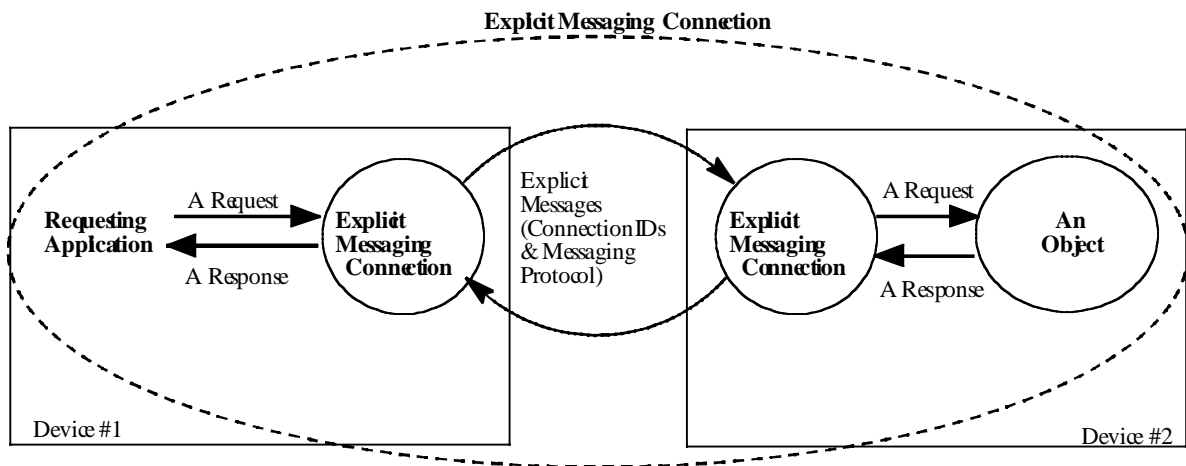 Explicit Messaging Connection
A Request
Requesting
Application
A Response
Explicit
Messaging
Connection
Explicit
Messages
(Connection IDs
& Messaging
Protocol)
Explicit
Messaging
Connection
A Request
A Response
An
Object
Device #1
Device #2